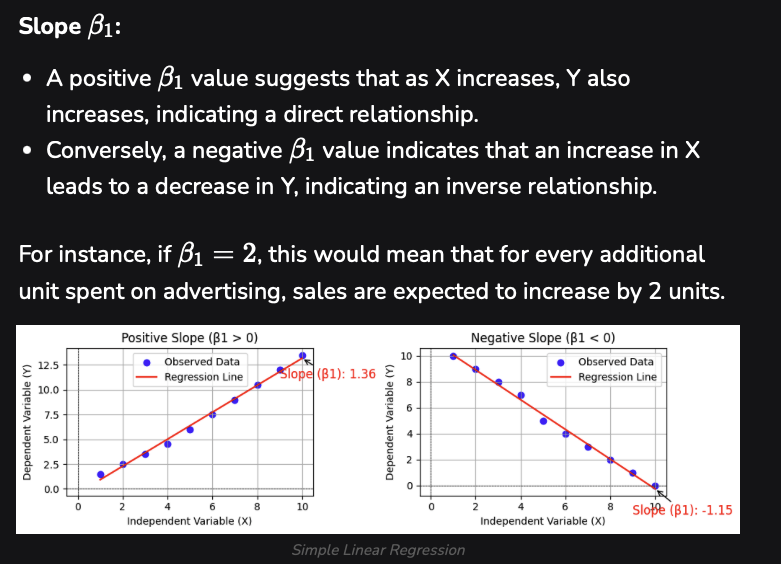 Slope β1:
• A positive β1 value suggests that as X increases, Y also
increases, indicating a direct relationship.
• Conversely, a negative β1 value indicates that an increase in X
leads to a decrease in Y, indicating an inverse relationship.
For instance, if β1 = 2, this would mean that for every additional
unit spent on advertising, sales are expected to increase by 2 units.
Positive Slope (β1 > 0)
Dependent Variable (Y)
12.5
10.0
7.5
5.0
2.5
0.0
Observed Data
Regression Line
Slope (β1): 1.36
0 2 4 6 8 10
Independent Variable (X)
Negative Slope (β1 < 0)
Dependent Variable (Y)
10
8
6
4
2
0
Observed Data
Regression Line
Slope (β1): -1.15
0 2 4 6 8 10
Independent Variable (X)
Simple Linear Regression